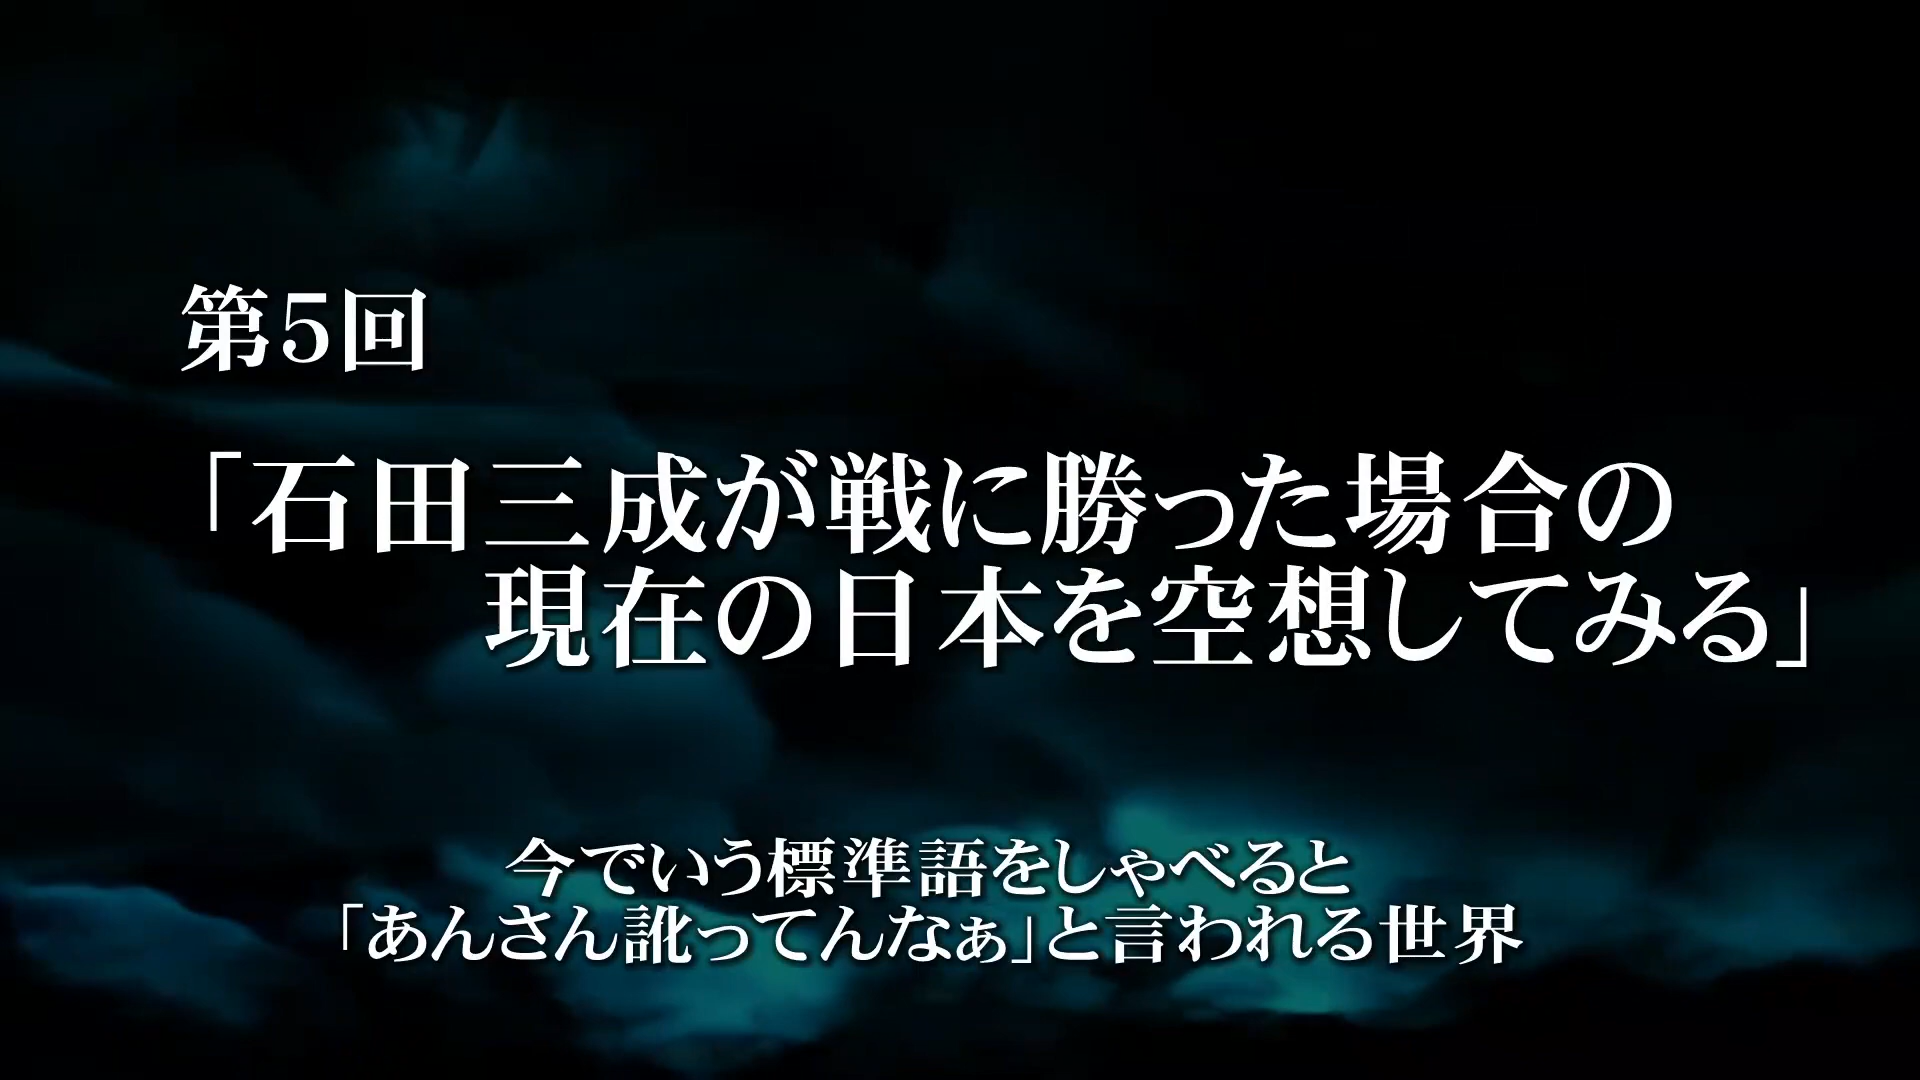 第5回
「石田三成が戦に勝った場合の
現在の日本を空想してみる」
今でいう標準語をしゃべると
「あんさん訛ってんなぁ」と言われる世界